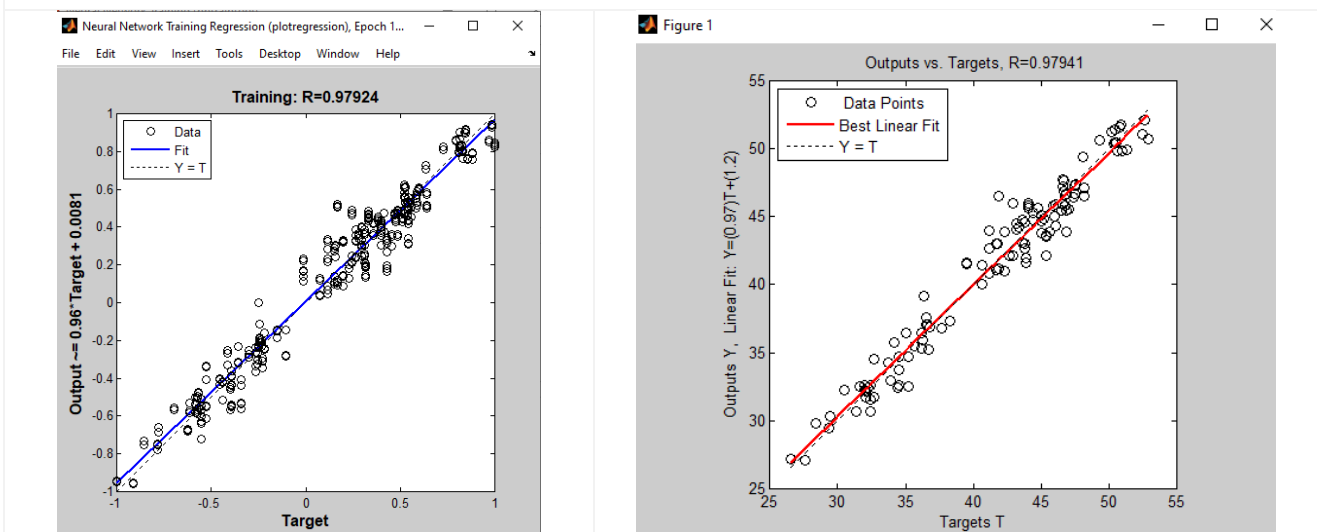 Neural Network Training Regression (plotregression), Epoch 1...
File Edit View Insert Tools Desktop Window Help
Training: R=0.97924
Data
Fit
Y = T
Output ~= 0.96*Target + 0.0081
1
0.8
0.6
0.4
0.2
0
-0.2
-0.4
-0.6
-0.8
-1
-1 -0.5 0 0.5 1
Target
Figure 1
Outputs vs. Targets, R=0.97941
Data Points
Best Linear Fit
Y = T
Outputs Y, Linear Fit: Y=(0.97)T+(1.2)
55
50
45
40
35
30
25
25 30 35 40 45 50 55
Targets T